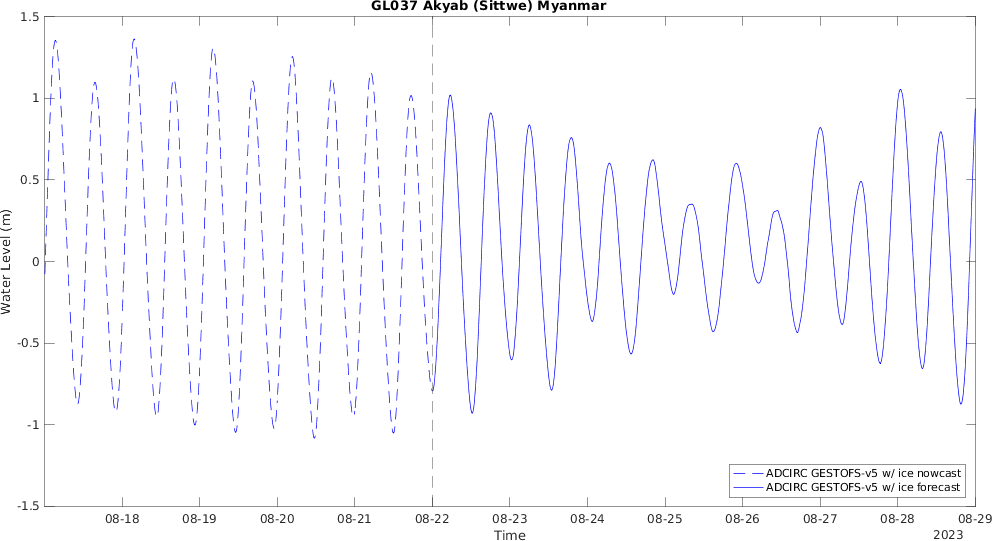 GL037 Akyab (Sittwe) Myanmar
1.5
1
0.5
0
-0.5
-1
-1.5
Water Level (m)
ADCIRC GESTOFS-v5 w/ ice nowcast
ADCIRC GESTOFS-v5 w/ ice forecast
08-18 08-19 08-20 08-21 08-22 08-23 08-24 08-25 08-26 08-27 08-28 08-29
Time
2023